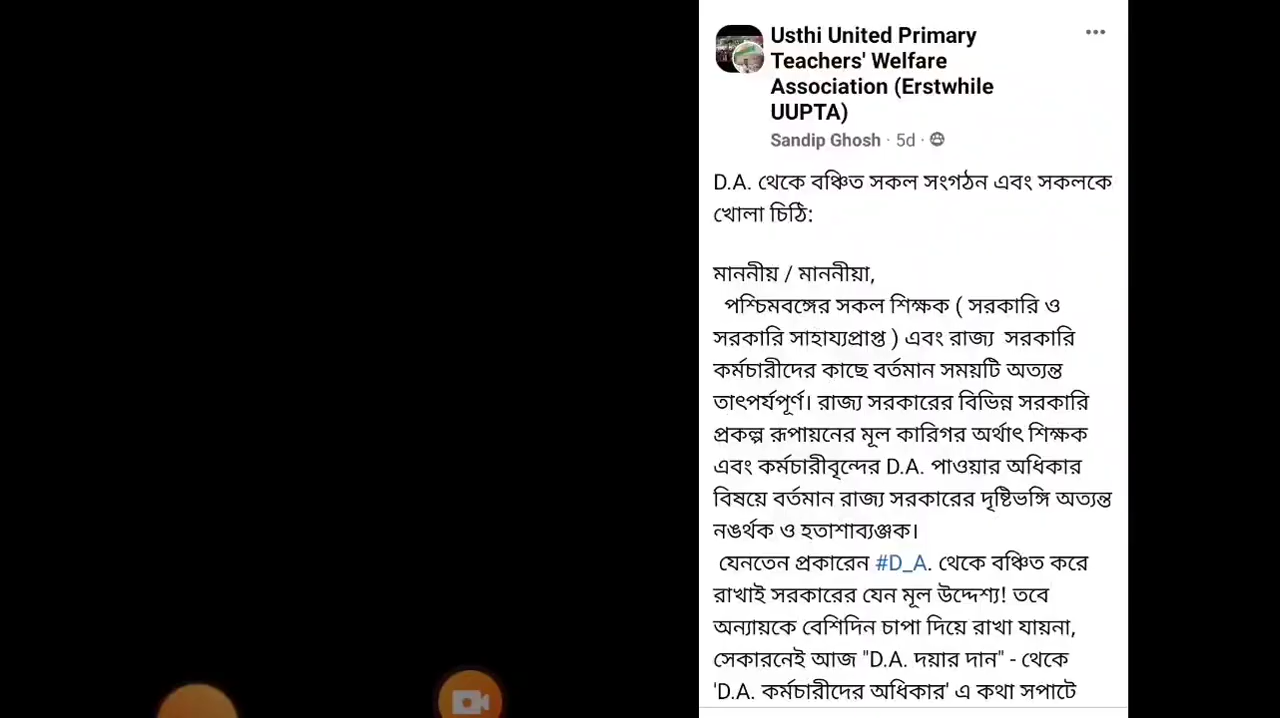 Usthi United Primary
Teachers' Welfare
Association (Erstwhile
UUPTA)
Sandip Ghosh · 5d ·
D.A. থেকে বঞ্চিত সকল সংগঠন এবং সকলকে
খোলা চিঠি:
মাননীয় / মাননীয়া,
পশ্চিমবঙ্গের সকল শিক্ষক ( সরকারি ও
সরকারি সাহায্যপ্রাপ্ত ) এবং রাজ্য সরকারি
কর্মচারীদের কাছে বর্তমান সময়টি অত্যন্ত
তাৎপর্যপূর্ণ। রাজ্য সরকারের বিভিন্ন সরকারি
প্রকল্প রূপায়নের মূল কারিগর অর্থাৎ শিক্ষক
এবং কর্মচারীবৃন্দের D.A. পাওয়ার অধিকার
বিষয়ে বর্তমান রাজ্য সরকারের দৃষ্টিভঙ্গি অত্যন্ত
নঙর্থক ও হতাশাব্যঞ্জক।
যেনতেন প্রকারেন #D_A. থেকে বঞ্চিত করে
রাখাই সরকারের যেন মূল উদ্দেশ্য! তবে
অন্যায়কে বেশিদিন চাপা দিয়ে রাখা যায়না,
সেকারনেই আজ "D.A. দয়ার দান" - থেকে
'D.A. কর্মচারীদের অধিকার' এ কথা সপাটে